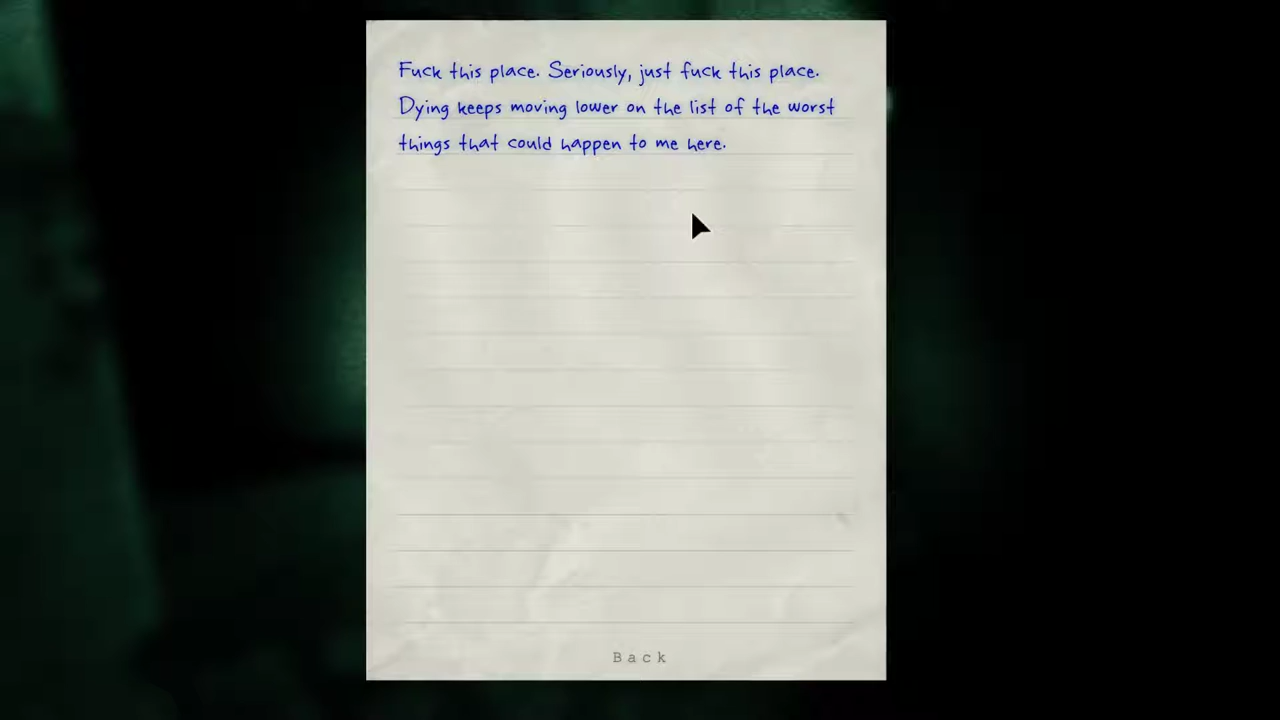 Fuck this place. Seriously, just fuck this place.
Dying keeps moving lower on the list of the worst
things that could happen to me here.
Back